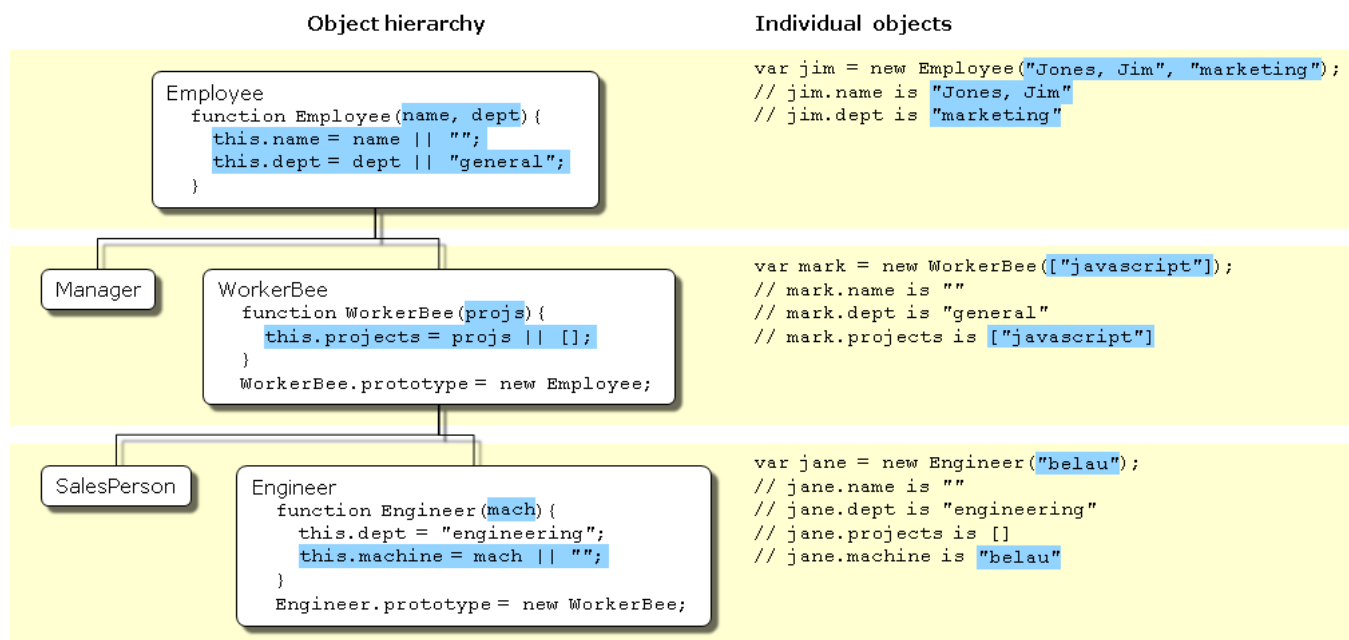 Object hierarchy
Individual objects
Employee
function Employee(name, dept){
this.name = name || "";
this.dept = dept || "general";
}
var jim = new Employee("Jones, Jim", "marketing");
// jim.name is "Jones, Jim"
// jim.dept is "marketing"
Manager
WorkerBee
function WorkerBee(projs){
this.projects = projs || [];
}
WorkerBee.prototype = new Employee;
var mark = new WorkerBee(["javascript"]);
// mark.name is ""
// mark.dept is "general"
// mark.projects is ["javascript"]
SalesPerson
Engineer
function Engineer(mach){
this.dept = "engineering";
this.machine = mach || "";
}
Engineer.prototype = new WorkerBee;
var jane = new Engineer("belau");
// jane.name is ""
// jane.dept is "engineering"
// jane.projects is []
// jane.machine is "belau"